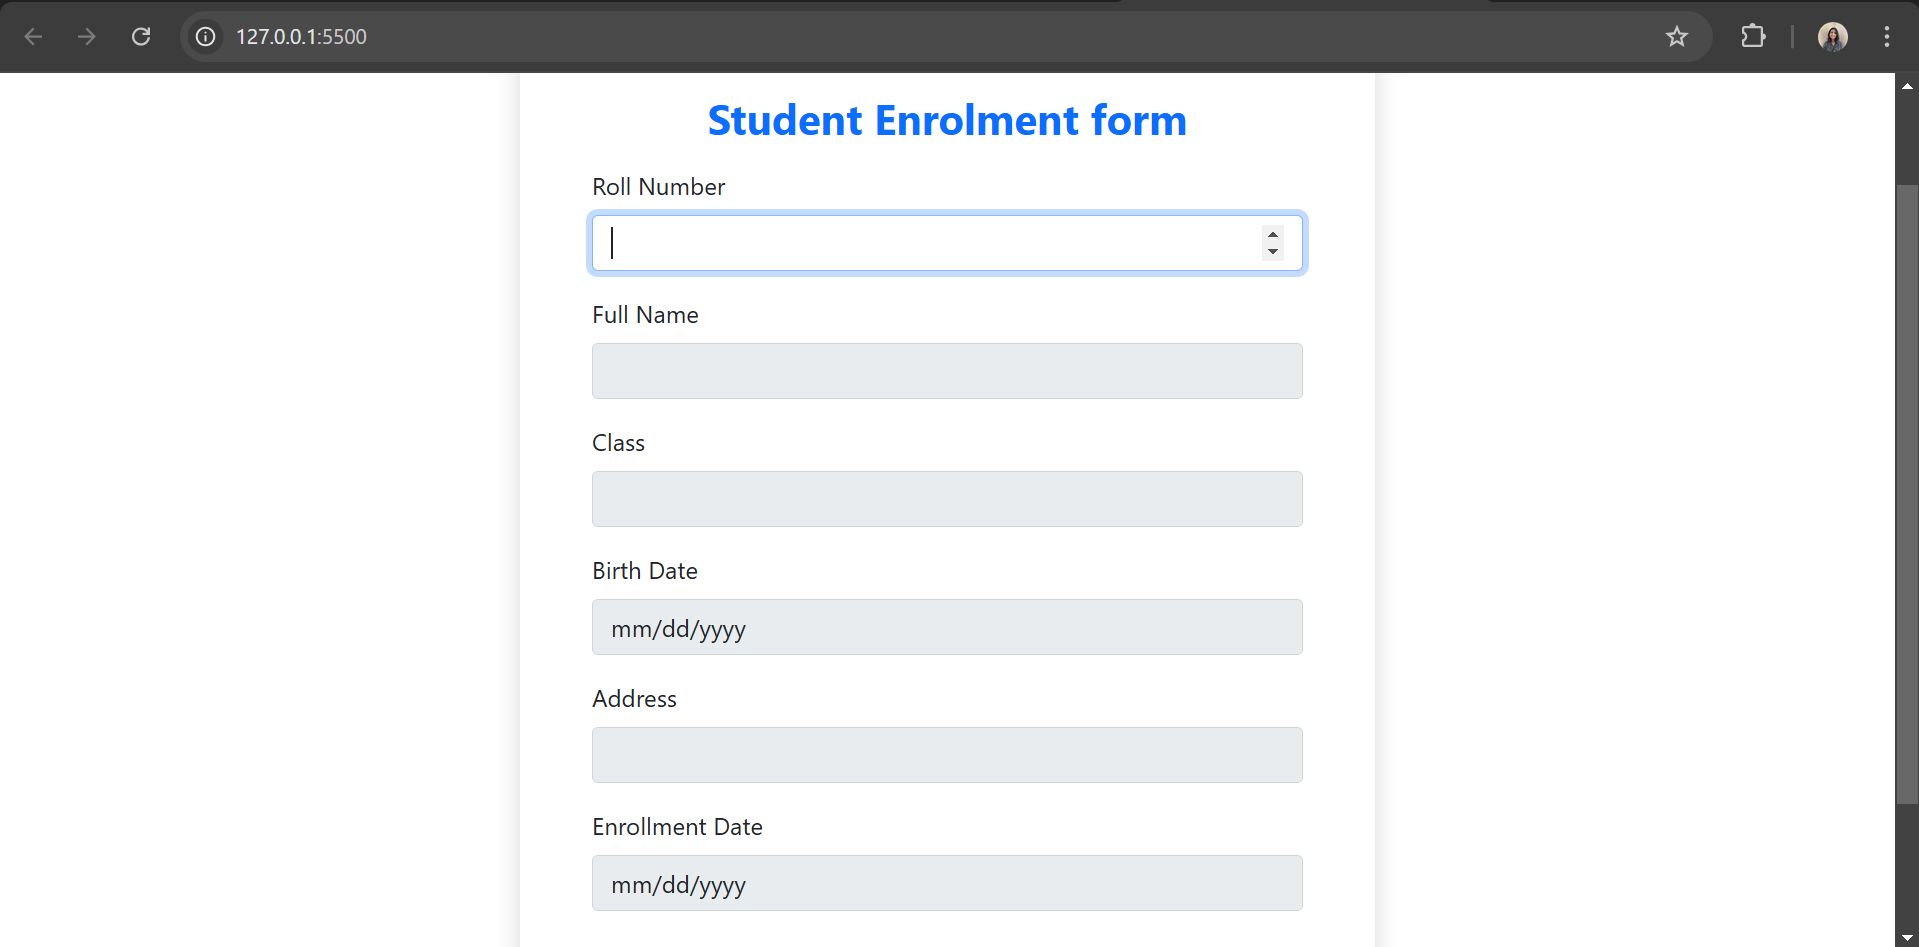 127.0.0.1:5500
Student Enrolment form
Roll Number
Full Name
Class
Birth Date
mm/dd/yyyy
Address
Enrollment Date
mm/dd/yyyy